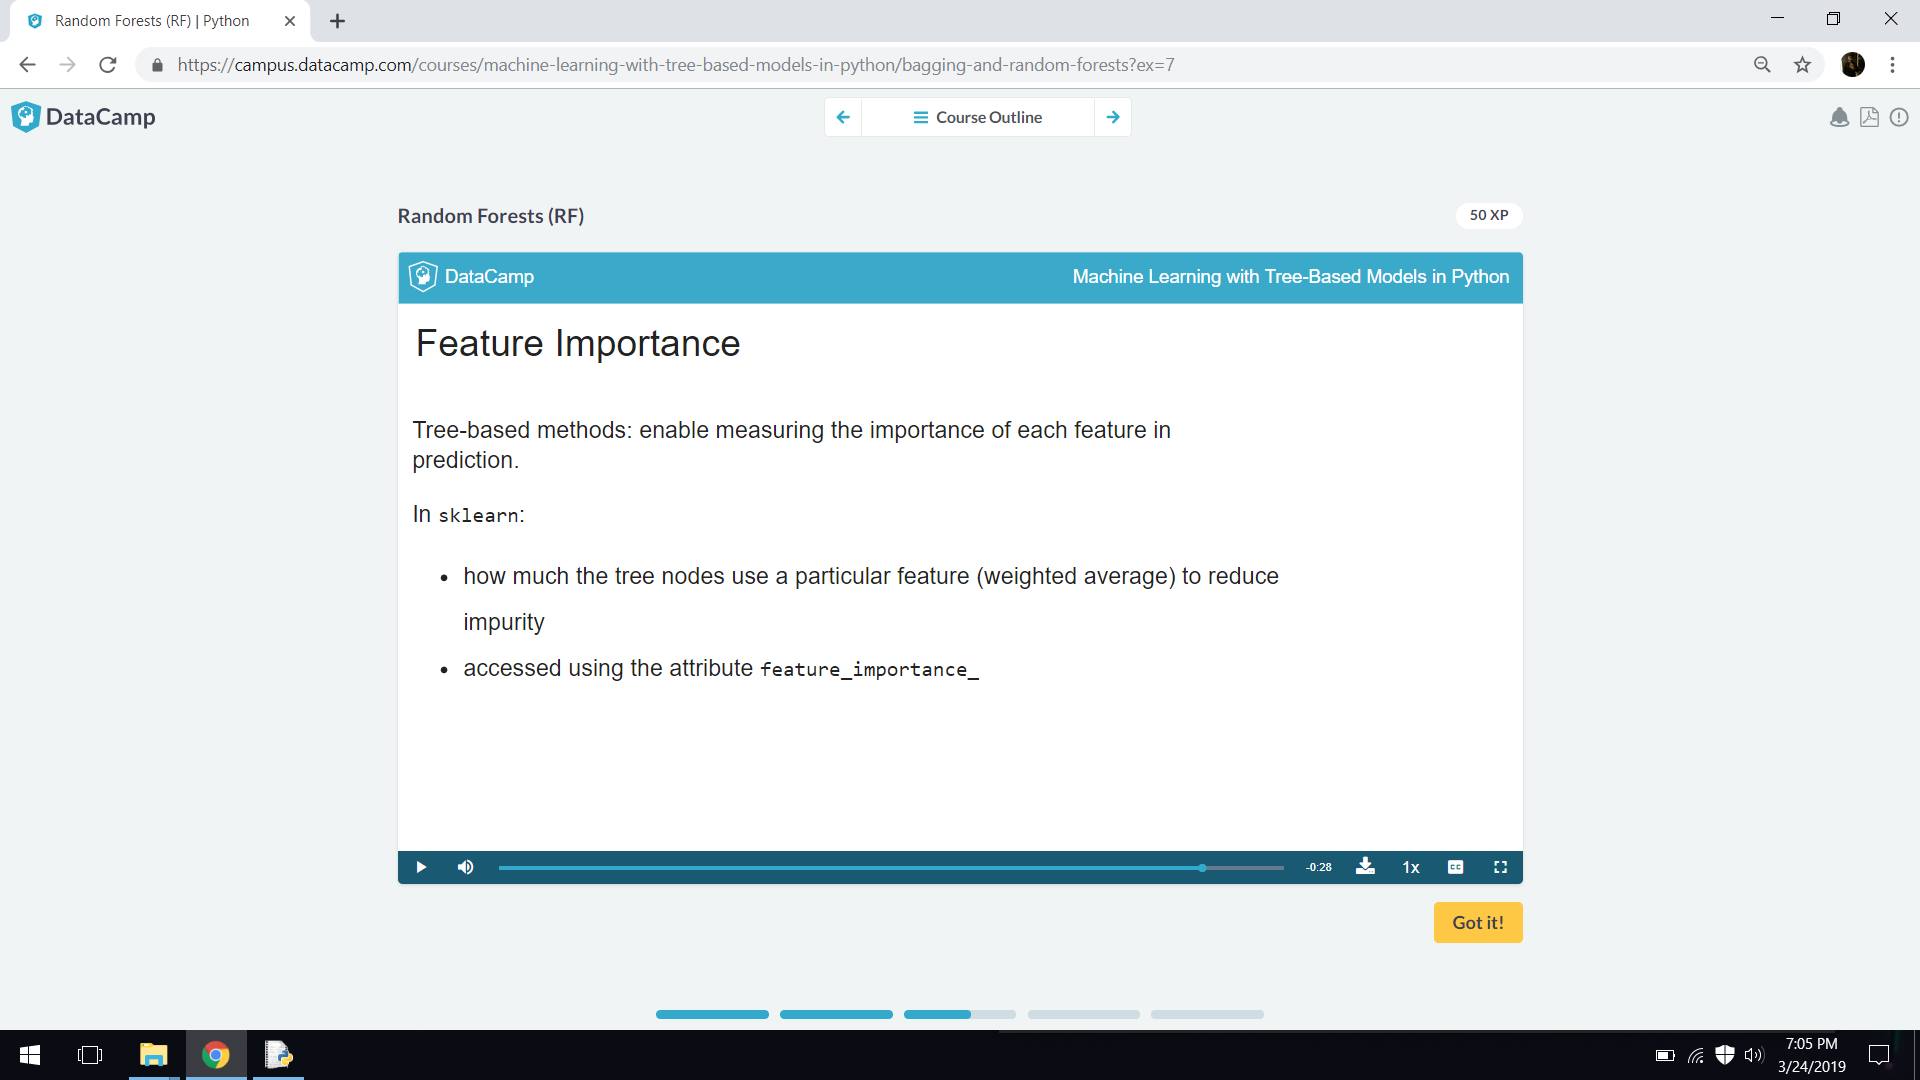 Random Forests (RF) | Python
https://campus.datacamp.com/courses/machine-learning-with-tree-based-models-in-python/bagging-and-random-forests?ex=7
DataCamp
Course Outline
Random Forests (RF)
50 XP
DataCamp
Machine Learning with Tree-Based Models in Python
Feature Importance
Tree-based methods: enable measuring the importance of each feature in
prediction.
In sklearn:
• how much the tree nodes use a particular feature (weighted average) to reduce
impurity
• accessed using the attribute feature_importance_
-0:28
1x
CC
Got it!
7:05 PM
3/24/2019